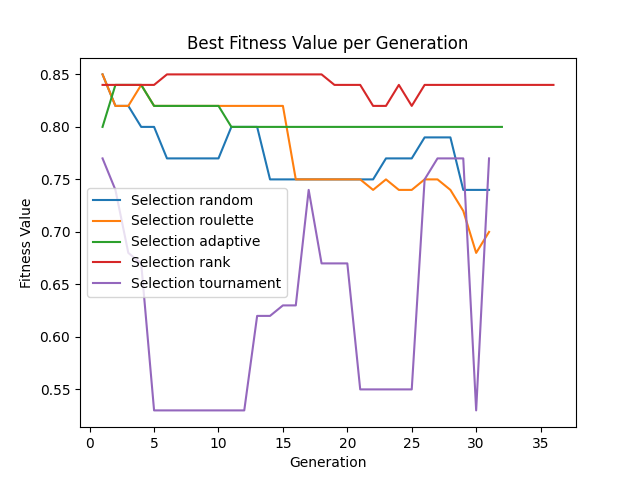 Best Fitness Value per Generation
Fitness Value
0.85
0.80
0.75
0.70
0.65
0.60
0.55
Selection random
Selection roulette
Selection adaptive
Selection rank
Selection tournament
0 5 10 15 20 25 30 35
Generation